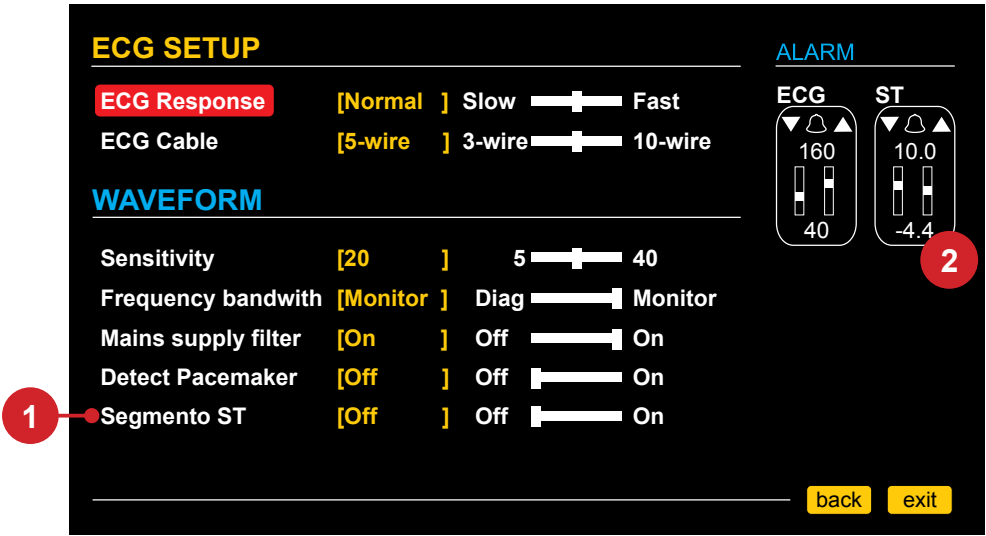 ECG SETUP
ECG Response [Normal ] Slow Fast
ECG Cable [5-wire ] 3-wire 10-wire
WAVEFORM
Sensitivity [20 ] 5 40
Frequency bandwith [Monitor ] Diag Monitor
Mains supply filter [On ] Off On
Detect Pacemaker [Off ] Off On
1 Segmento ST [Off ] Off On
ALARM
ECG ST
160 10.0
40 -4.4
2
back exit